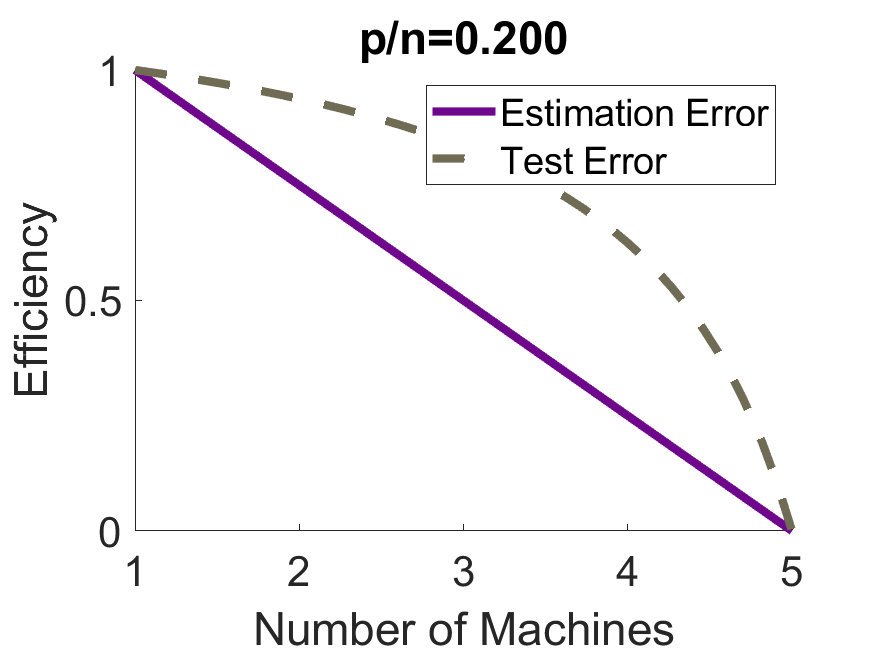 p/n=0.200
1
Estimation Error
Test Error
Efficiency
0.5
0
1 2 3 4 5
Number of Machines